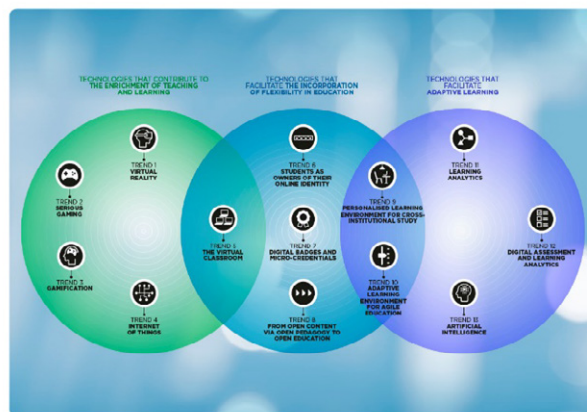 TECHNOLOGIES THAT CONTRIBUTE TO
THE ENRICHMENT OF TEACHING
AND LEARNING
TECHNOLOGIES THAT
FACILITATE THE INCORPORATION
OF FLEXIBILITY IN EDUCATION
TECHNOLOGIES THAT
FACILITATE
ADAPTIVE LEARNING
TREND 1
VIRTUAL
REALITY
TREND 2
SERIOUS
GAMING
TREND 3
GAMIFICATION
TREND 4
INTERNET
OF THINGS
TREND 5
THE VIRTUAL
CLASSROOM
TREND 6
STUDENTS AS
OWNERS OF THEIR
ONLINE IDENTITY
TREND 7
DIGITAL BADGES AND
MICRO-CREDENTIALS
TREND 8
FROM OPEN CONTENT
VIA OPEN PEDAGOGY TO
OPEN EDUCATION
TREND 9
PERSONALISED LEARNING
ENVIRONMENT FOR CROSS-
INSTITUTIONAL STUDY
TREND 10
ADAPTIVE
LEARNING
ENVIRONMENT
FOR AGILE
EDUCATION
TREND 11
LEARNING
ANALYTICS
TREND 12
DIGITAL ASSESSMENT
AND LEARNING
ANALYTICS
TREND 13
ARTIFICIAL
INTELLIGENCE